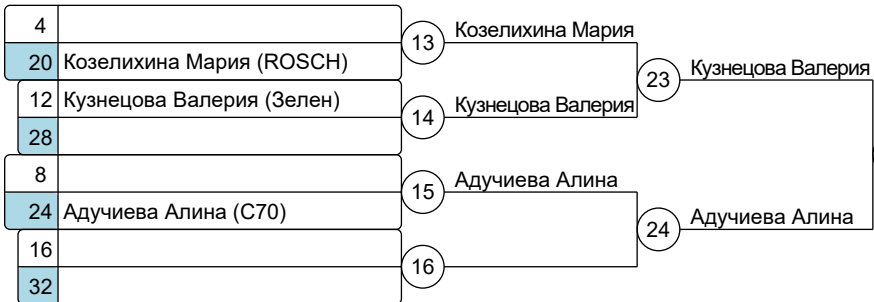 4
20 Козелихина Мария (ROSCH)
12 Кузнецова Валерия (Зелен)
28
8
24 Адучиева Алина (С70)
16
32
13
14
15
16
Козелихина Мария
Кузнецова Валерия
Адучиева Алина
23
24
Кузнецова Валерия
Адучиева Алина